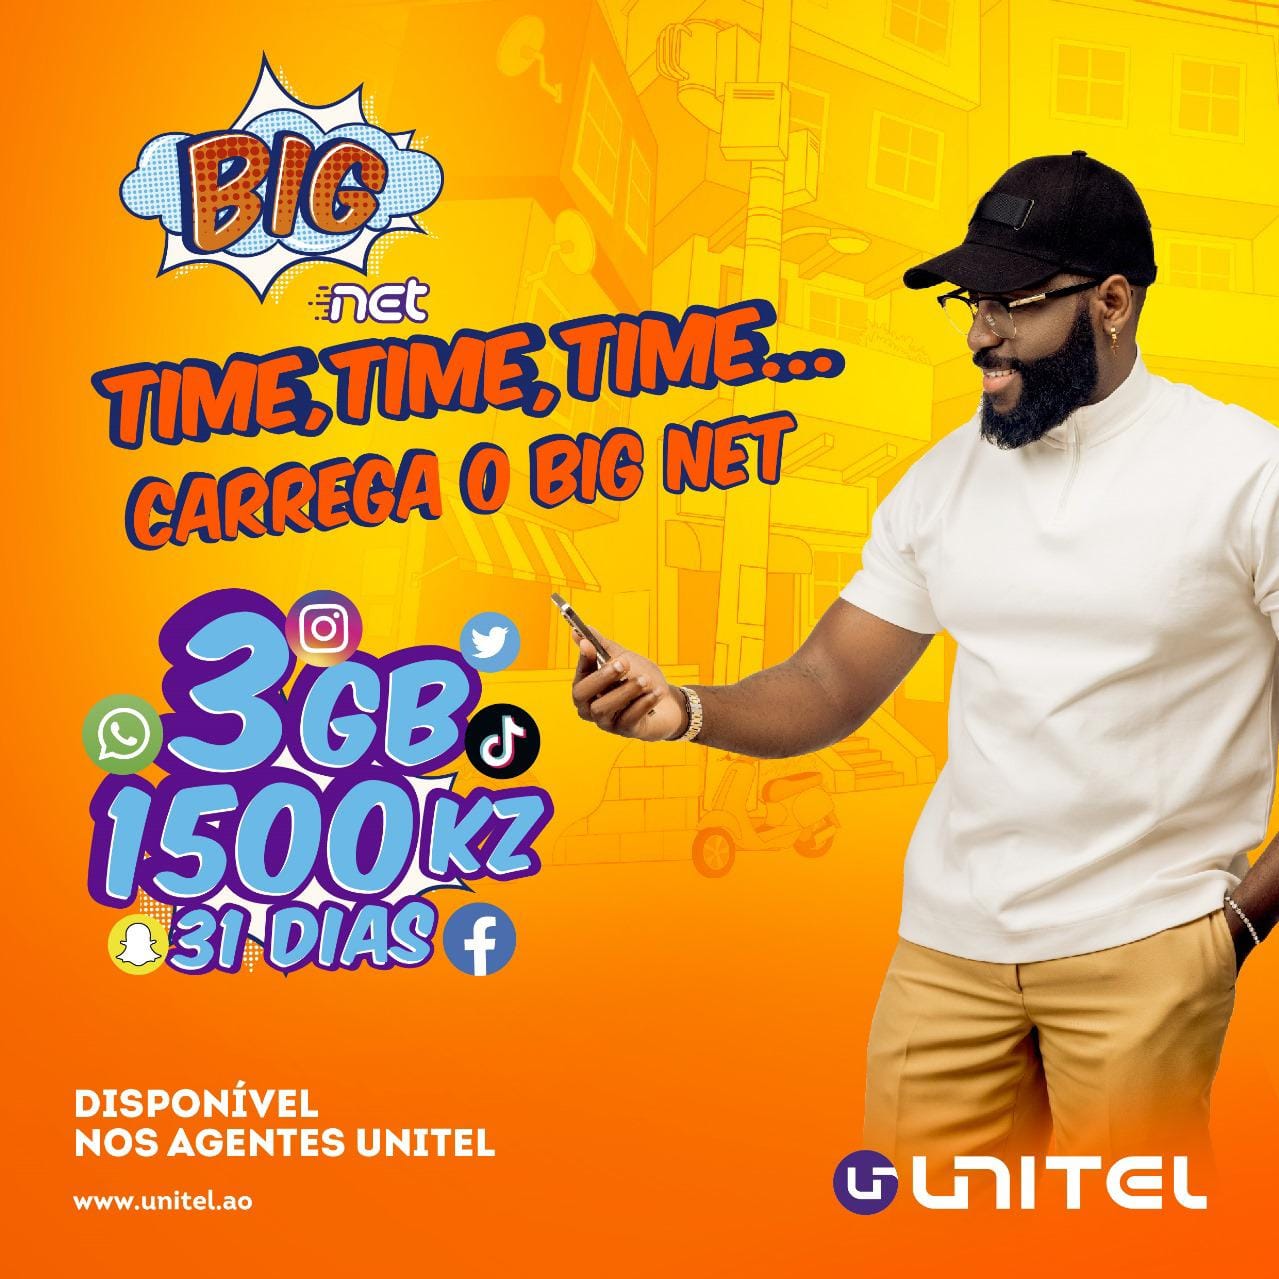 BIG
net
TIME, TIME, TIME...
CARREGA O BIG NET
3GB
1500KZ
31 DIAS
DISPONÍVEL
NOS AGENTES UNITEL
www.unitel.ao
UNITEL